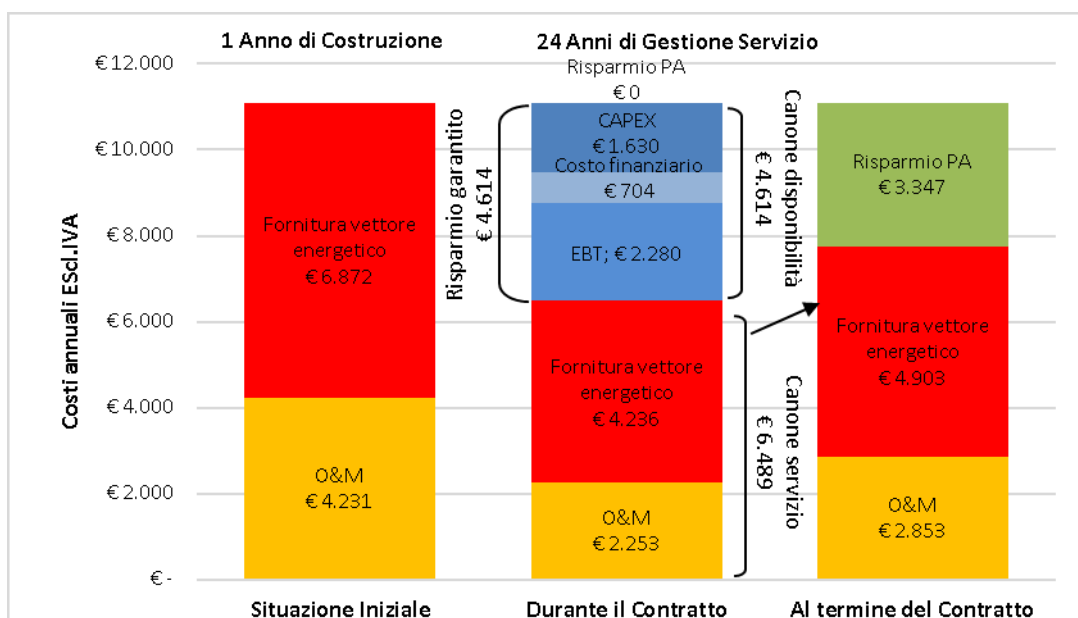 1 Anno di Costruzione
24 Anni di Gestione Servizio
Costi annuali EScl.IVA
€ 12.000
€ 10.000
€ 8.000
€ 6.000
€ 4.000
€ 2.000
€ -
Fornitura vettore
energetico
€ 6.872
O&M
€ 4.231
Situazione Iniziale
Risparmio garantito
€ 4.614
Risparmio PA
€ 0
CAPEX
€ 1.630
Costo finanziario
€ 704
EBT; € 2.280
Fornitura vettore
energetico
€ 4.236
O&M
€ 2.253
Durante il Contratto
Canone disponibilità
€ 4.614
Canone servizio
€ 6.489
Risparmio PA
€ 3.347
Fornitura vettore
energetico
€ 4.903
O&M
€ 2.853
Al termine del Contratto